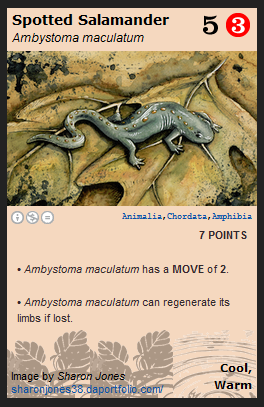 Spotted Salamander
Ambystoma maculatum
5 3
Animalia,Chordata,Amphibia
7 POINTS
• Ambystoma maculatum has a MOVE of 2.
• Ambystoma maculatum can regenerate its
limbs if lost.
Image by Sharon Jones
sharonjones38.daportfolio.com/
Cool,
Warm